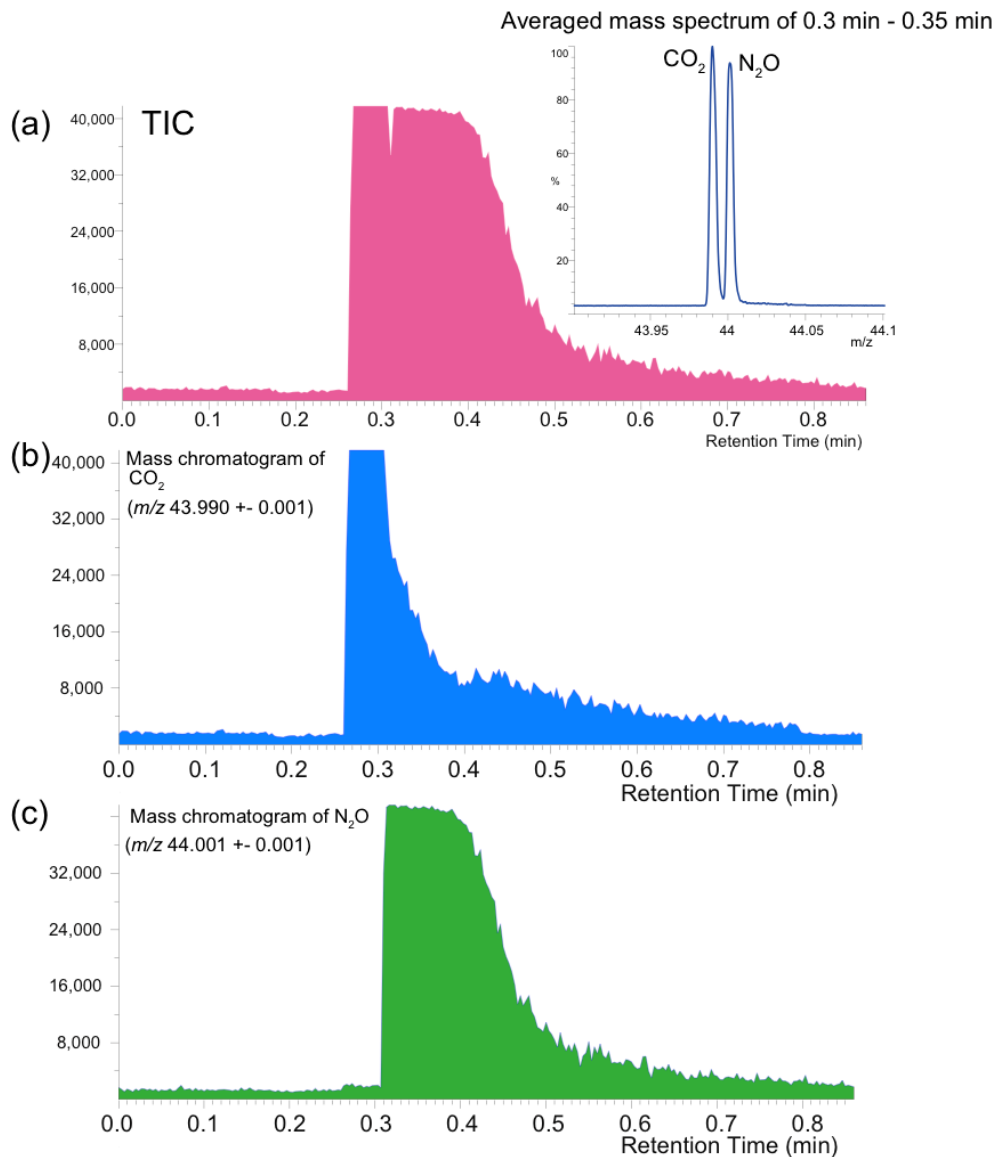 Averaged mass spectrum of 0.3 min - 0.35 min
CO₂ N₂O
100
80
60
%
40
20
43.95 44 44.05 44.1
m/z
(a)
TIC
40,000
32,000
24,000
16,000
8,000
0.0 0.1 0.2 0.3 0.4 0.5 0.6 0.7 0.8
Retention Time (min)
(b)
Mass chromatogram of
CO₂
(m/z 43.990 +- 0.001)
40,000
32,000
24,000
16,000
8,000
0.0 0.1 0.2 0.3 0.4 0.5 0.6 0.7 0.8
Retention Time (min)
(c)
Mass chromatogram of N₂O
(m/z 44.001 +- 0.001)
32,000
24,000
16,000
8,000
0.0 0.1 0.2 0.3 0.4 0.5 0.6 0.7 0.8
Retention Time (min)